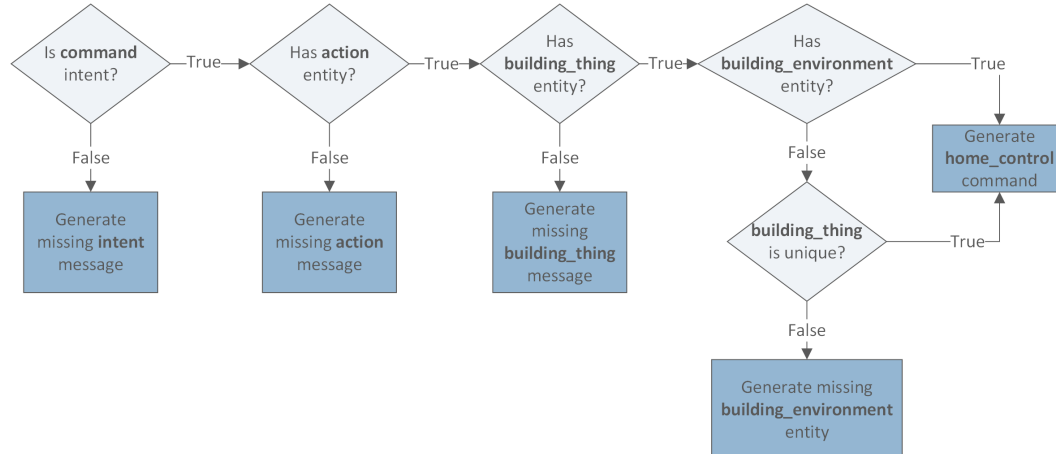 Is command
intent?
True
Has action
entity?
True
Has
building_thing
entity?
True
Has
building_environment
entity?
True
False
False
False
False
Generate
missing intent
message
Generate
missing action
message
Generate
missing
building_thing
message
Generate
home_control
command
building_thing
is unique?
True
False
Generate missing
building_environment
entity